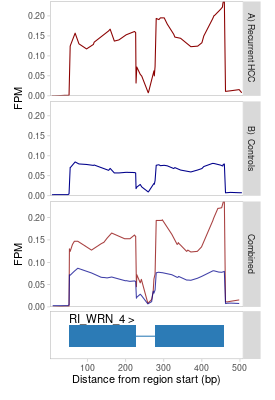 0.20
0.15
0.10
0.05
0.00
FPM
A) Recurrent HCC
0.20
0.15
0.10
0.05
0.00
B) Controls
0.20
0.15
0.10
0.05
0.00
FPM
Combined
RI_WRN_4 >
100 200 300 400 500
Distance from region start (bp)